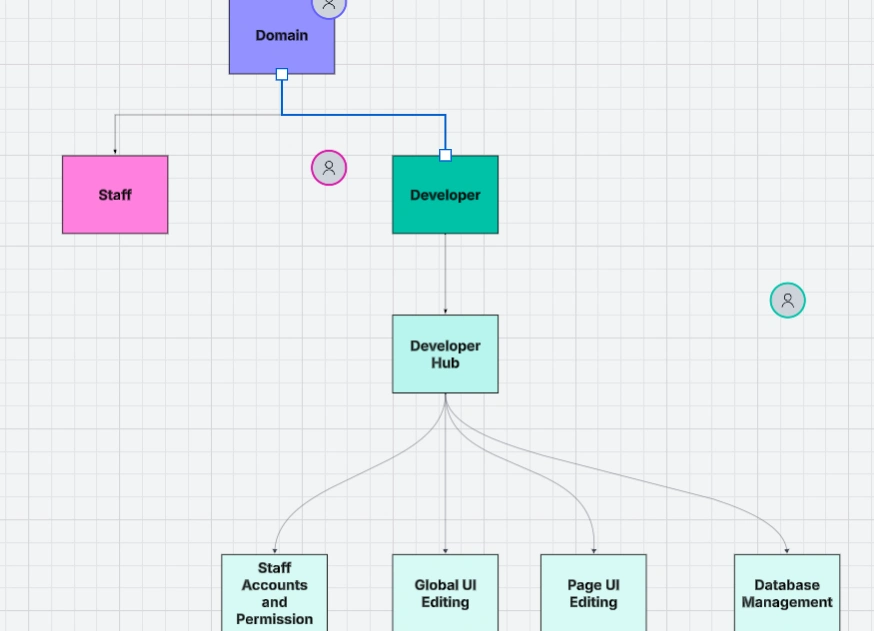 Domain
Staff
Developer
Developer
Hub
Staff
Accounts
and
Permission
Global UI
Editing
Page UI
Editing
Database
Management